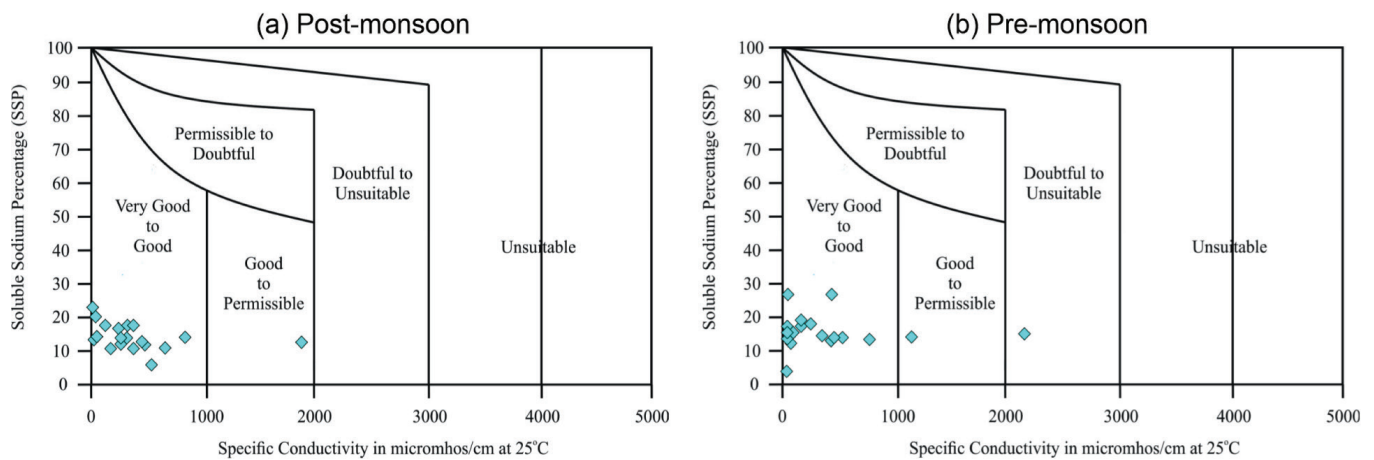 (a) Post-monsoon
Soluble Sodium Percentage (SSP)
100
90
80
70
60
50
40
30
20
10
0
Permissible to
Doubtful
Doubtful to
Unsuitable
Very Good
to
Good
Unsuitable
Good
to
Permissible
0 1000 2000 3000 4000 5000
Specific Conductivity in micromhos/cm at 25°C
(b) Pre-monsoon
Soluble Sodium Percentage (SSP)
100
90
80
70
60
50
40
30
20
10
0
Permissible to
Doubtful
Doubtful to
Unsuitable
Very Good
to
Good
Unsuitable
Good
to
Permissible
0 1000 2000 3000 4000 5000
Specific Conductivity in micromhos/cm at 25°C